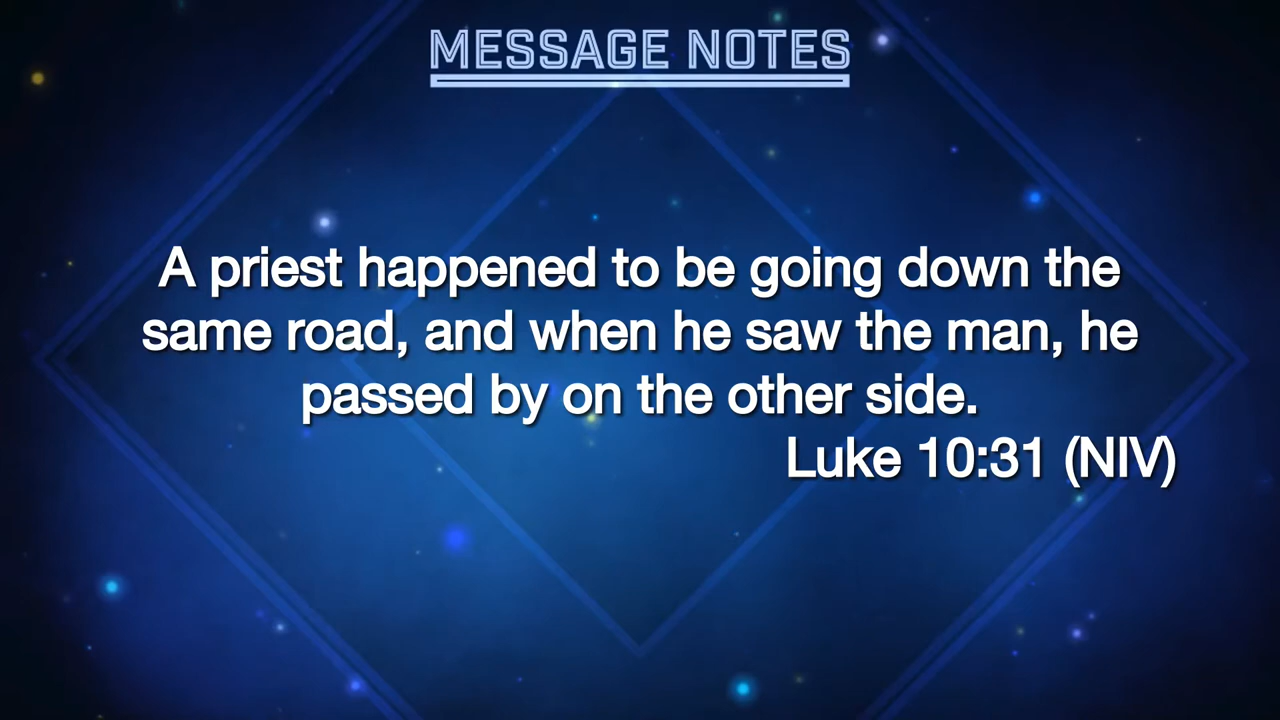 MESSAGE NOTES
A priest happened to be going down the
same road, and when he saw the man, he
passed by on the other side.
Luke 10:31 (NIV)